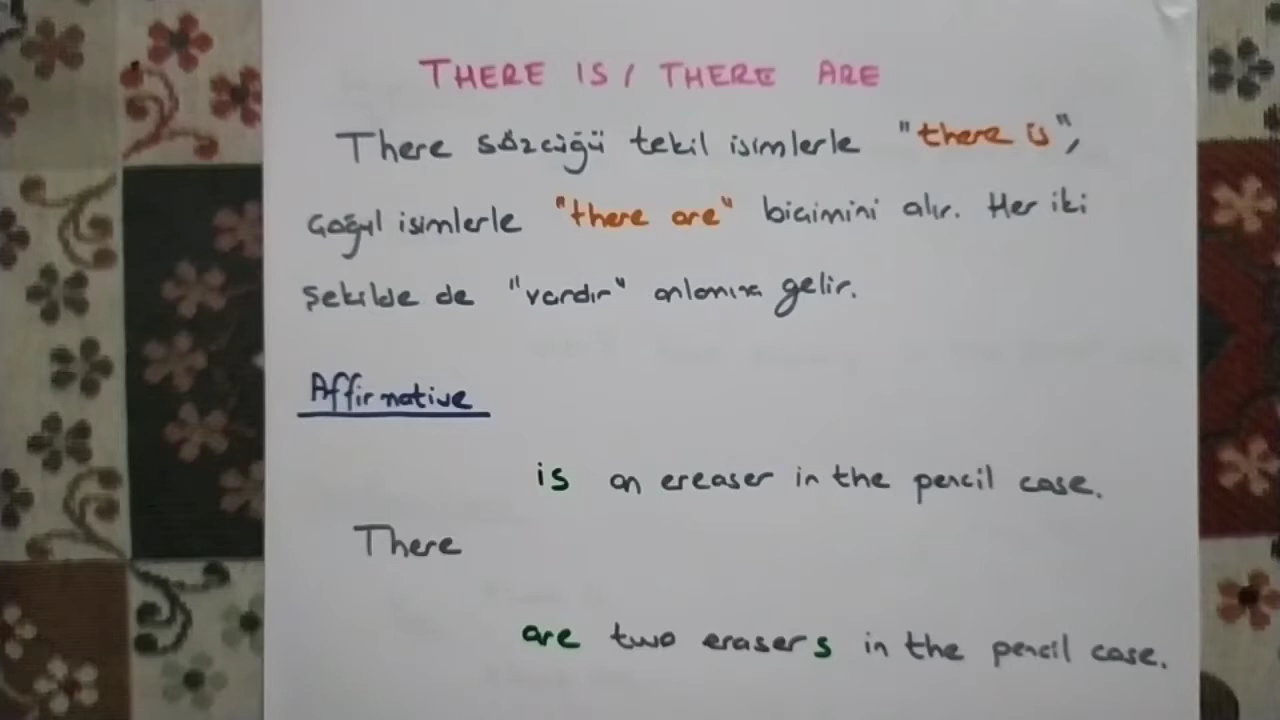 THERE IS / THERE ARE
There sözcüğü tekil isimlerle "there is",
çoğul isimlerle "there are" biçimini alır. Her iki
şekilde de "vardır" anlamına gelir.
Affirmative
is an ereaser in the pencil case.
There
are two erasers in the pencil case.